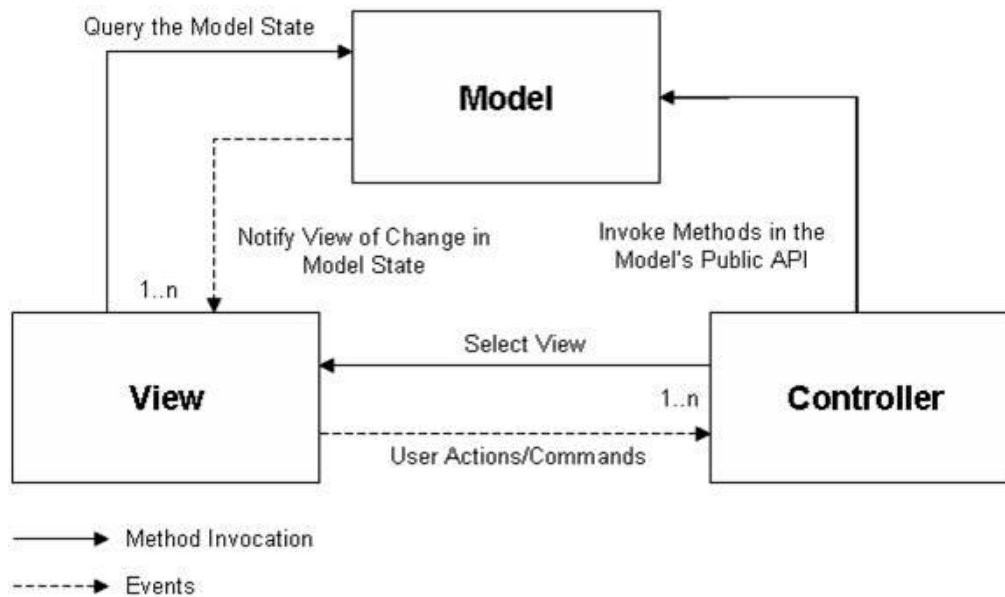 Query the Model State
Model
Notify View of Change in
Model State
Invoke Methods in the
Model's Public API
1..n
Select View
View
1..n
Controller
User Actions/Commands
Method Invocation
Events